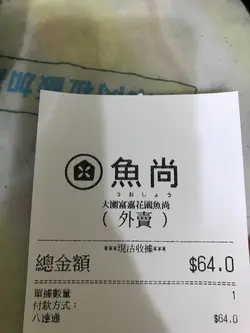 魚尚
つおしょう
大圍富嘉花園魚尚
(外賣)
***現沽收據***
總金額 $64.0
單據數量 1
付款方式:
八達通 $64.0